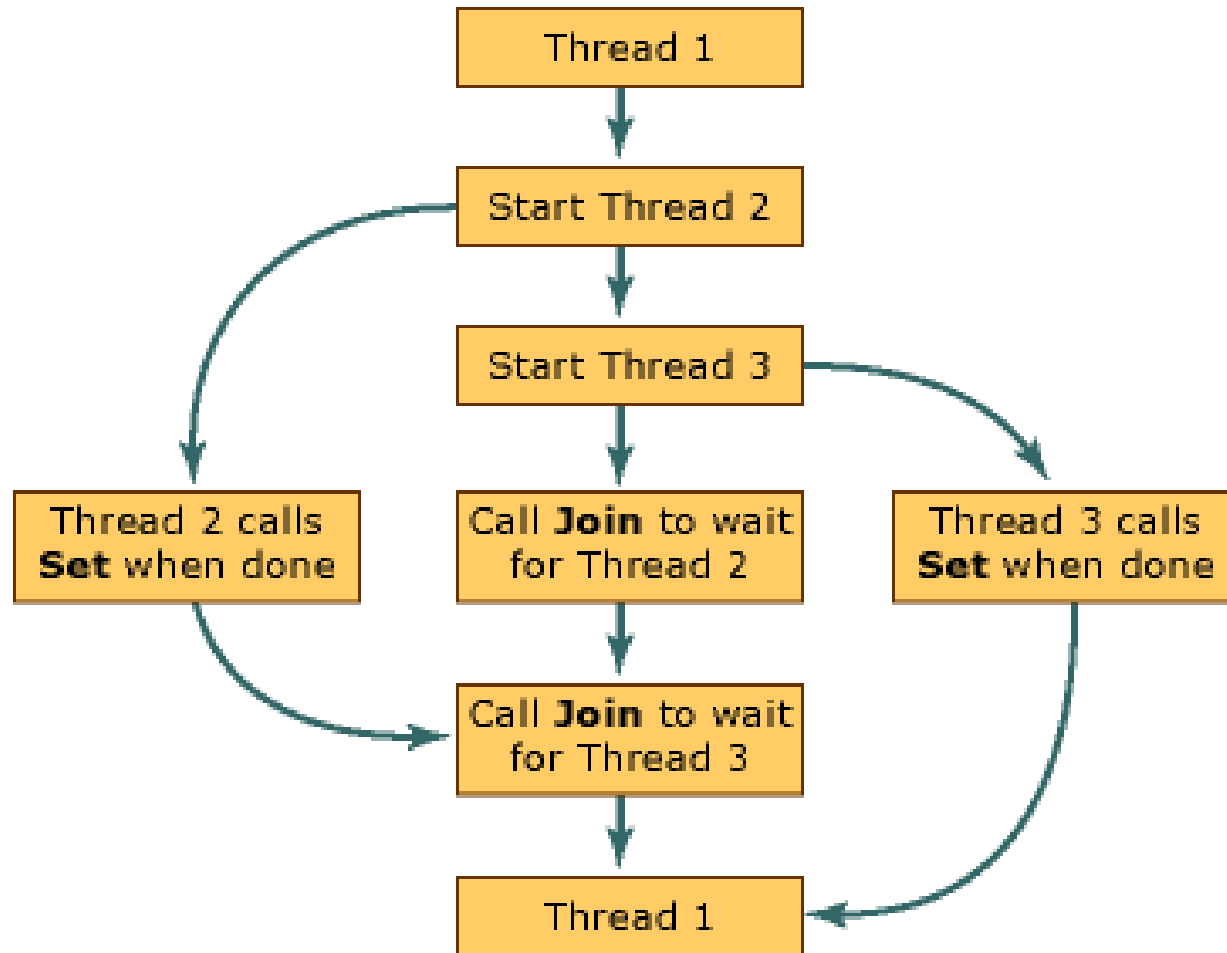 Thread 1
Start Thread 2
Start Thread 3
Thread 2 calls
Set when done
Call Join to wait
for Thread 2
Thread 3 calls
Set when done
Call Join to wait
for Thread 3
Thread 1